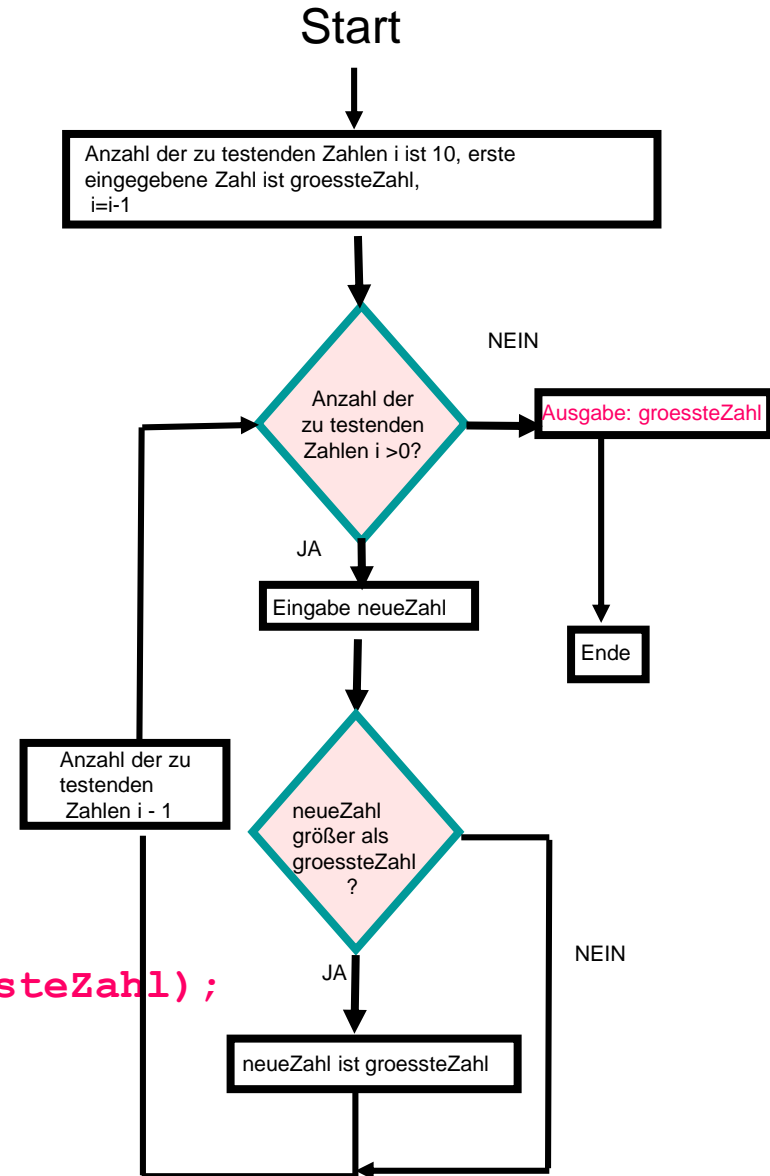 Start
Anzahl der zu testenden Zahlen i ist 10, erste
eingegebene Zahl ist groessteZahl,
i=i-1
NEIN
Anzahl der
zu testenden
Zahlen i >0?
Ausgabe: groessteZahl
JA
Eingabe neueZahl
Ende
Anzahl der zu
testenden
Zahlen i - 1
neueZahl
größer als
groessteZahl
?
NEIN
JA
steZahl);
neueZahl ist groessteZahl